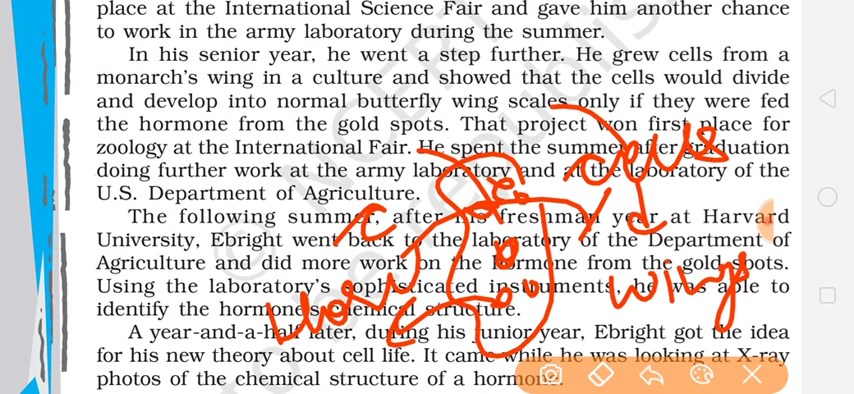 place at the International Science Fair and gave him another chance
to work in the army laboratory during the summer.
In his senior year, he went a step further. He grew cells from a
monarch's wing in a culture and showed that the cells would divide
and develop into normal butterfly wing scales only if they were fed
the hormone from the gold spots. That project won first place for
zoology at the International Fair. He spent the summer after graduation
doing further work at the army laboratory and at the laboratory of the
U.S. Department of Agriculture.
The following summer, after his freshman year at Harvard
University, Ebright went back to the laboratory of the Department of
Agriculture and did more work on the hormone from the gold spots.
Using the laboratory's sophisticated instruments, he was able to
identify the hormone's chemical structure.
A year-and-a-half later, during his junior year, Ebright got the idea
for his new theory about cell life. It came while he was looking at X-ray
photos of the chemical structure of a hormone.
cells
wings